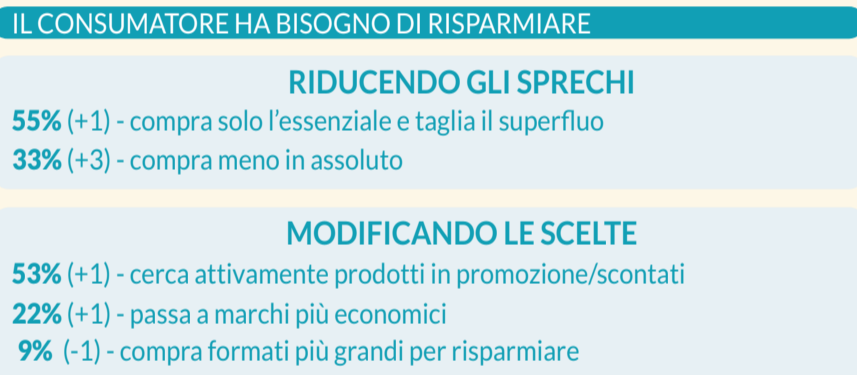 IL CONSUMATORE HA BISOGNO DI RISPARMIARE
RIDUCENDO GLI SPRECHI
55% (+1) - compra solo l'essenziale e taglia il superfluo
33% (+3) - compra meno in assoluto
MODIFICANDO LE SCELTE
53% (+1) - cerca attivamente prodotti in promozione/scontati
22% (+1) - passa a marchi più economici
9% (-1) - compra formati più grandi per risparmiare